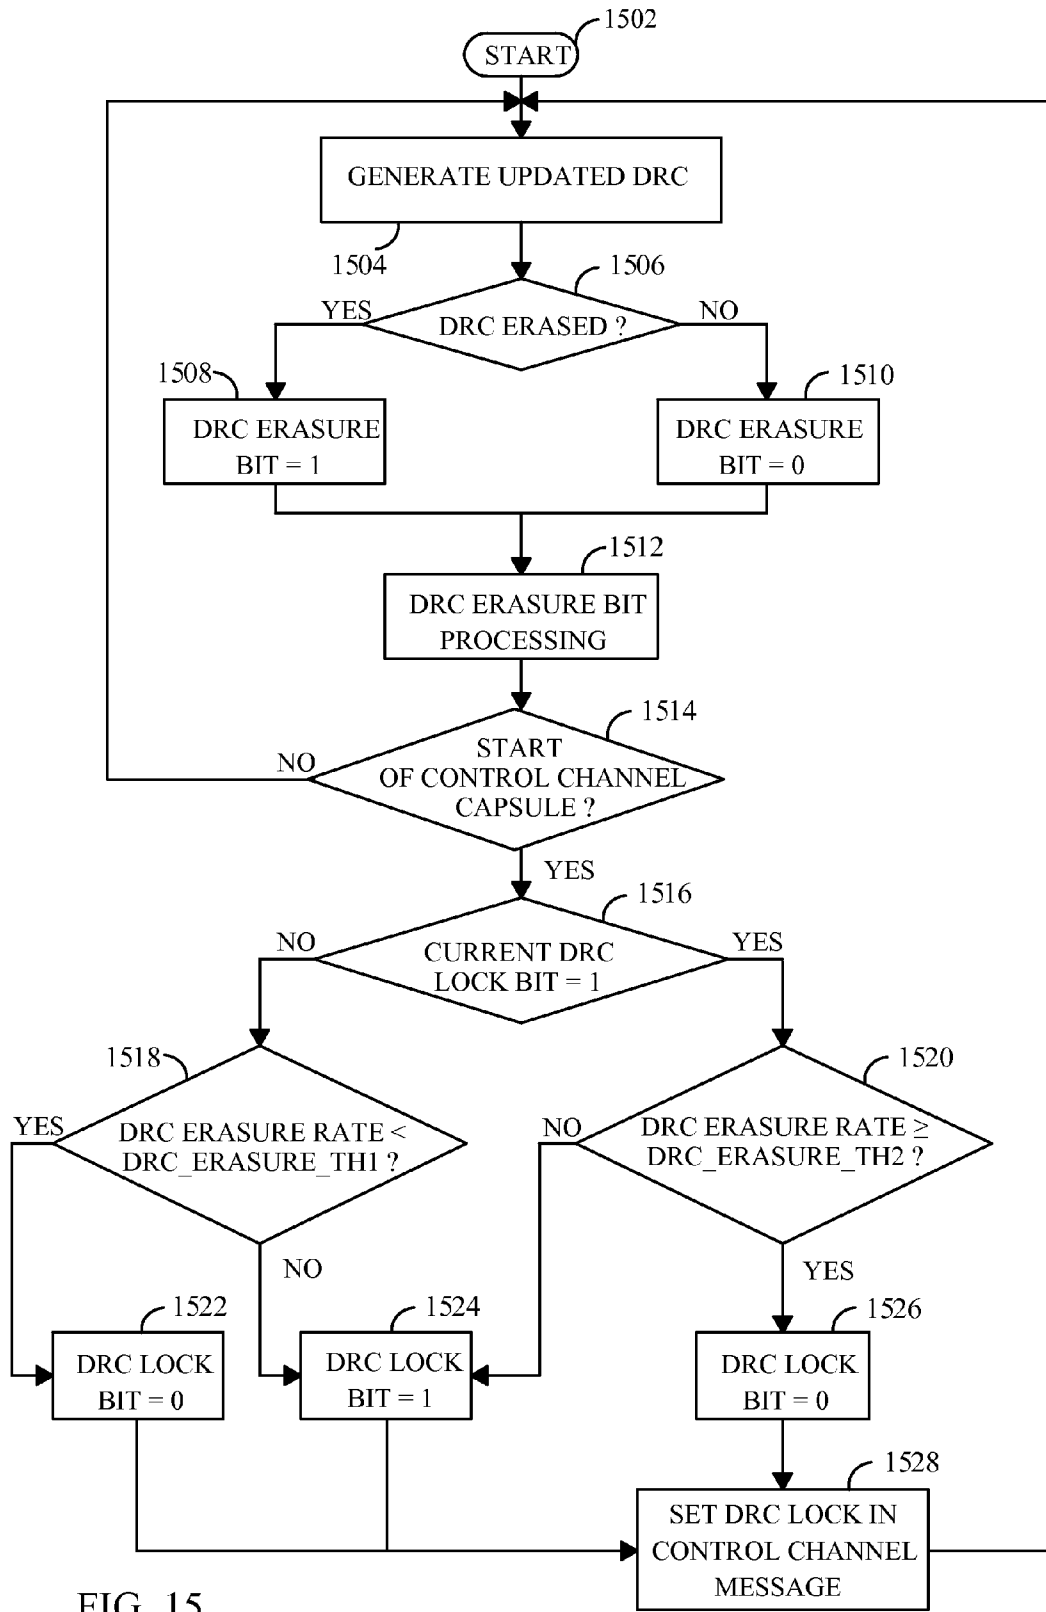 1502
START
GENERATE UPDATED DRC
1504
1506
YES
DRC ERASED ?
NO
1508
1510
DRC ERASURE
BIT = 1
DRC ERASURE
BIT = 0
1512
DRC ERASURE BIT
PROCESSING
1514
START
OF CONTROL CHANNEL
CAPSULE ?
NO
YES
1516
NO
CURRENT DRC
LOCK BIT = 1
YES
1518
1520
YES
DRC ERASURE RATE <
DRC_ERASURE_TH1 ?
NO
NO
DRC ERASURE RATE ≥
DRC_ERASURE_TH2 ?
YES
1522
1524
1526
DRC LOCK
BIT = 0
DRC LOCK
BIT = 1
DRC LOCK
BIT = 0
1528
SET DRC LOCK IN
CONTROL CHANNEL
MESSAGE
FIG. 15